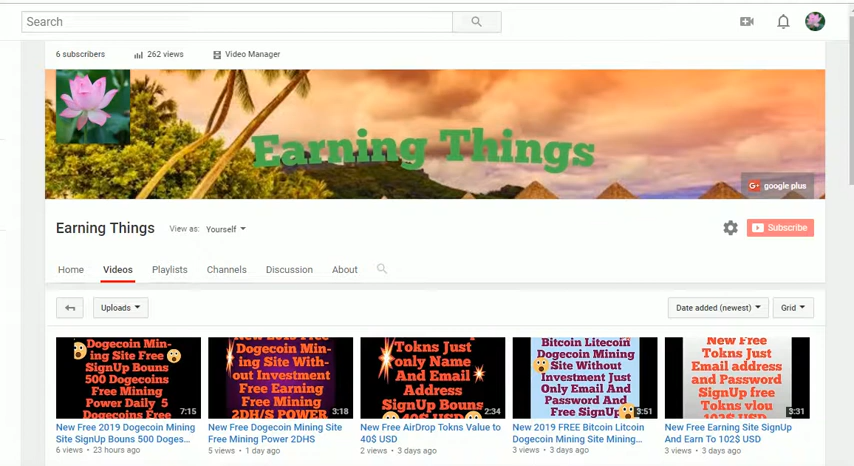 Search
6 subscribers
262 views
Video Manager
Earning Things
google plus
Earning Things
View as: Yourself
Subscribe
Home
Videos
Playlists
Channels
Discussion
About
Uploads
Date added (newest)
Grid
Dogecoin Min-
ing Site Free
SignUp Bouns
500 Dogecoins
Free Mining
Power Daily 5
Dogecoins Free
7:15
New 2019 Free
Dogecoin Min-
ing Site With-
out Investment
Free Earning
Free Mining
2DH/S POWER
3:18
Tokns Just
only Name
And Email
Address
SignUp Bouns
40$ USD
2:34
Bitcoin Litecoin
Dogecoin Mining
Site Without
Investment Just
Only Email And
Password And
Free SignUp
3:51
New Free
Tokns Just
Email address
and Password
SignUp free
Tokns vlou
102$ USD
3:31
New Free 2019 Dogecoin Mining
Site SignUp Bouns 500 Doges...
6 views • 23 hours ago
New Free Dogecoin Mining Site
Free Mining Power 2DHS
5 views • 1 day ago
New Free AirDrop Tokns Value to
40$ USD
2 views • 3 days ago
New 2019 FREE Bitcoin Litcoin
Dogecoin Mining Site Mining...
3 views • 3 days ago
New Free Earning Site SignUp
And Earn To 102$ USD
3 views • 3 days ago